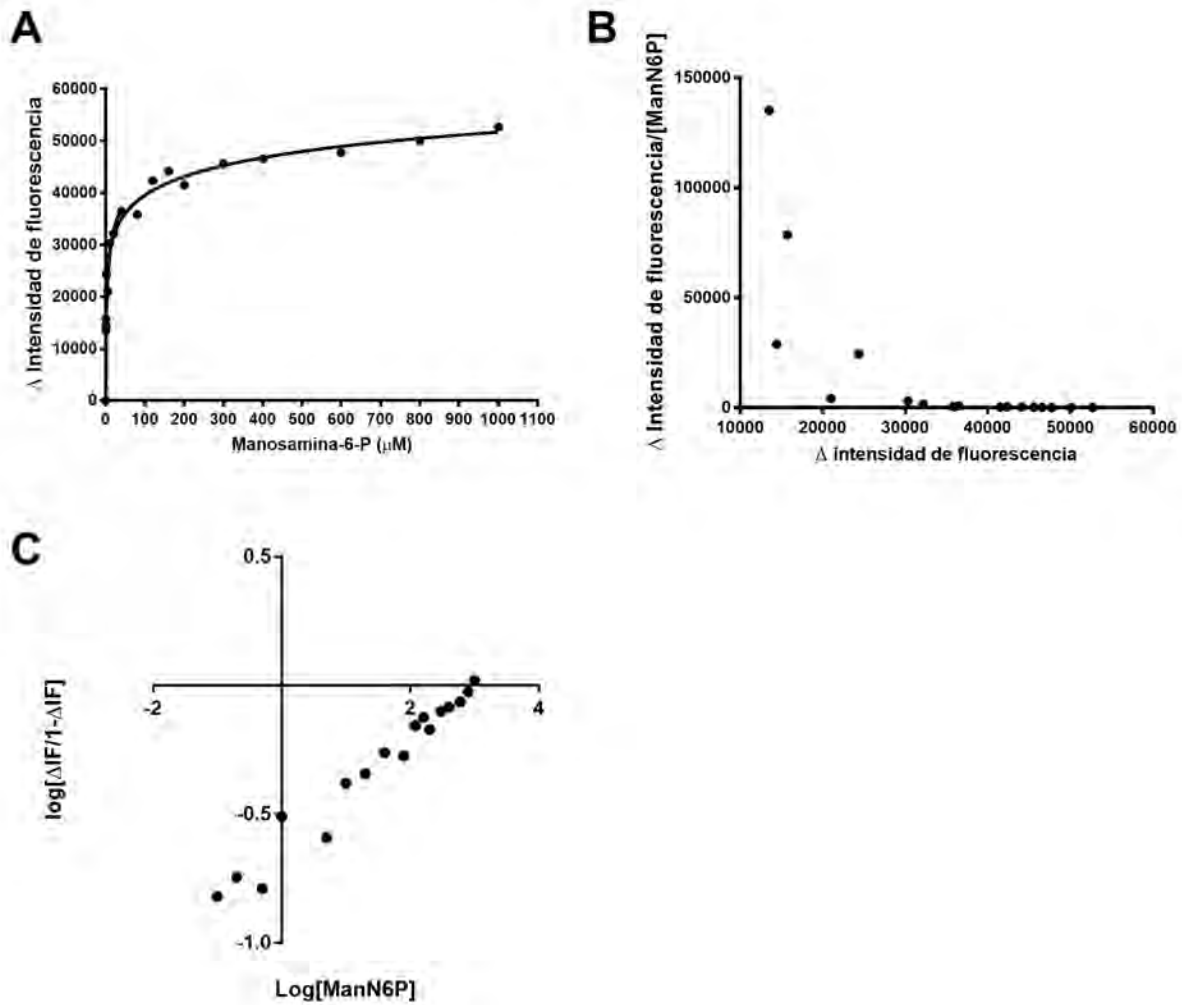 A
Δ Intensidad de fluorescencia
60000
50000
40000
30000
20000
10000
0
0 100 200 300 400 500 600 700 800 900 1000 1100
Manosamina-6-P (μM)
B
Δ Intensidad de fluorescencia/[ManN6P]
150000
100000
50000
0
10000 20000 30000 40000 50000 60000
Δ intensidad de fluorescencia
C
log[ΔIF/1-ΔIF]
0.5
-2 2 4
-0.5
-1.0
Log[ManN6P]